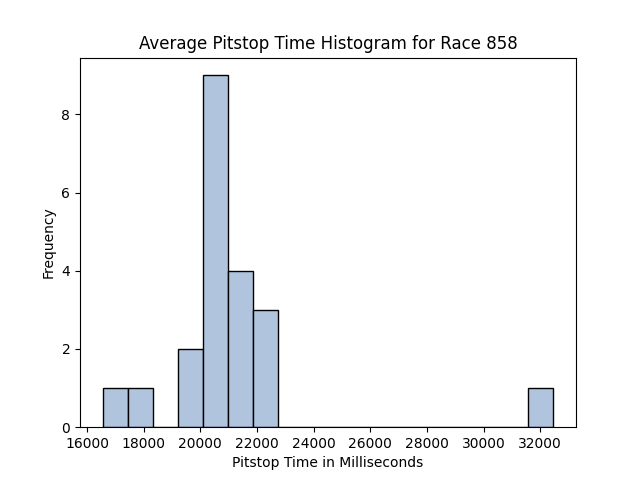 Average Pitstop Time Histogram for Race 858
8
6
4
2
0
Frequency
16000 18000 20000 22000 24000 26000 28000 30000 32000
Pitstop Time in Milliseconds